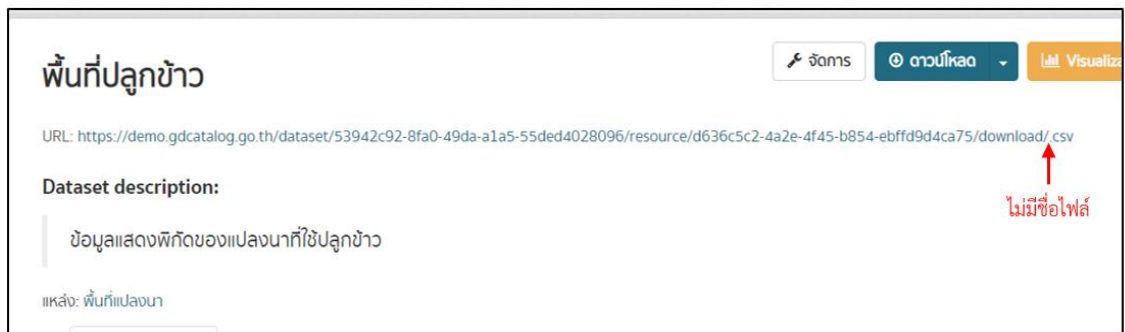 พื้นที่ปลูกข้าว
จัดการ
ดาวน์โหลด
Visualiza
URL: https://demo.gdcatalog.go.th/dataset/53942c92-8fa0-49da-a1a5-55ded4028096/resource/d636c5c2-4a2e-4f45-b854-ebffd9d4ca75/download/.csv
Dataset description:
ไม่มีชื่อไฟล์
ข้อมูลแสดงพิกัดของแปลงนาที่ใช้ปลูกข้าว
แหล่ง: พื้นที่แปลงนา